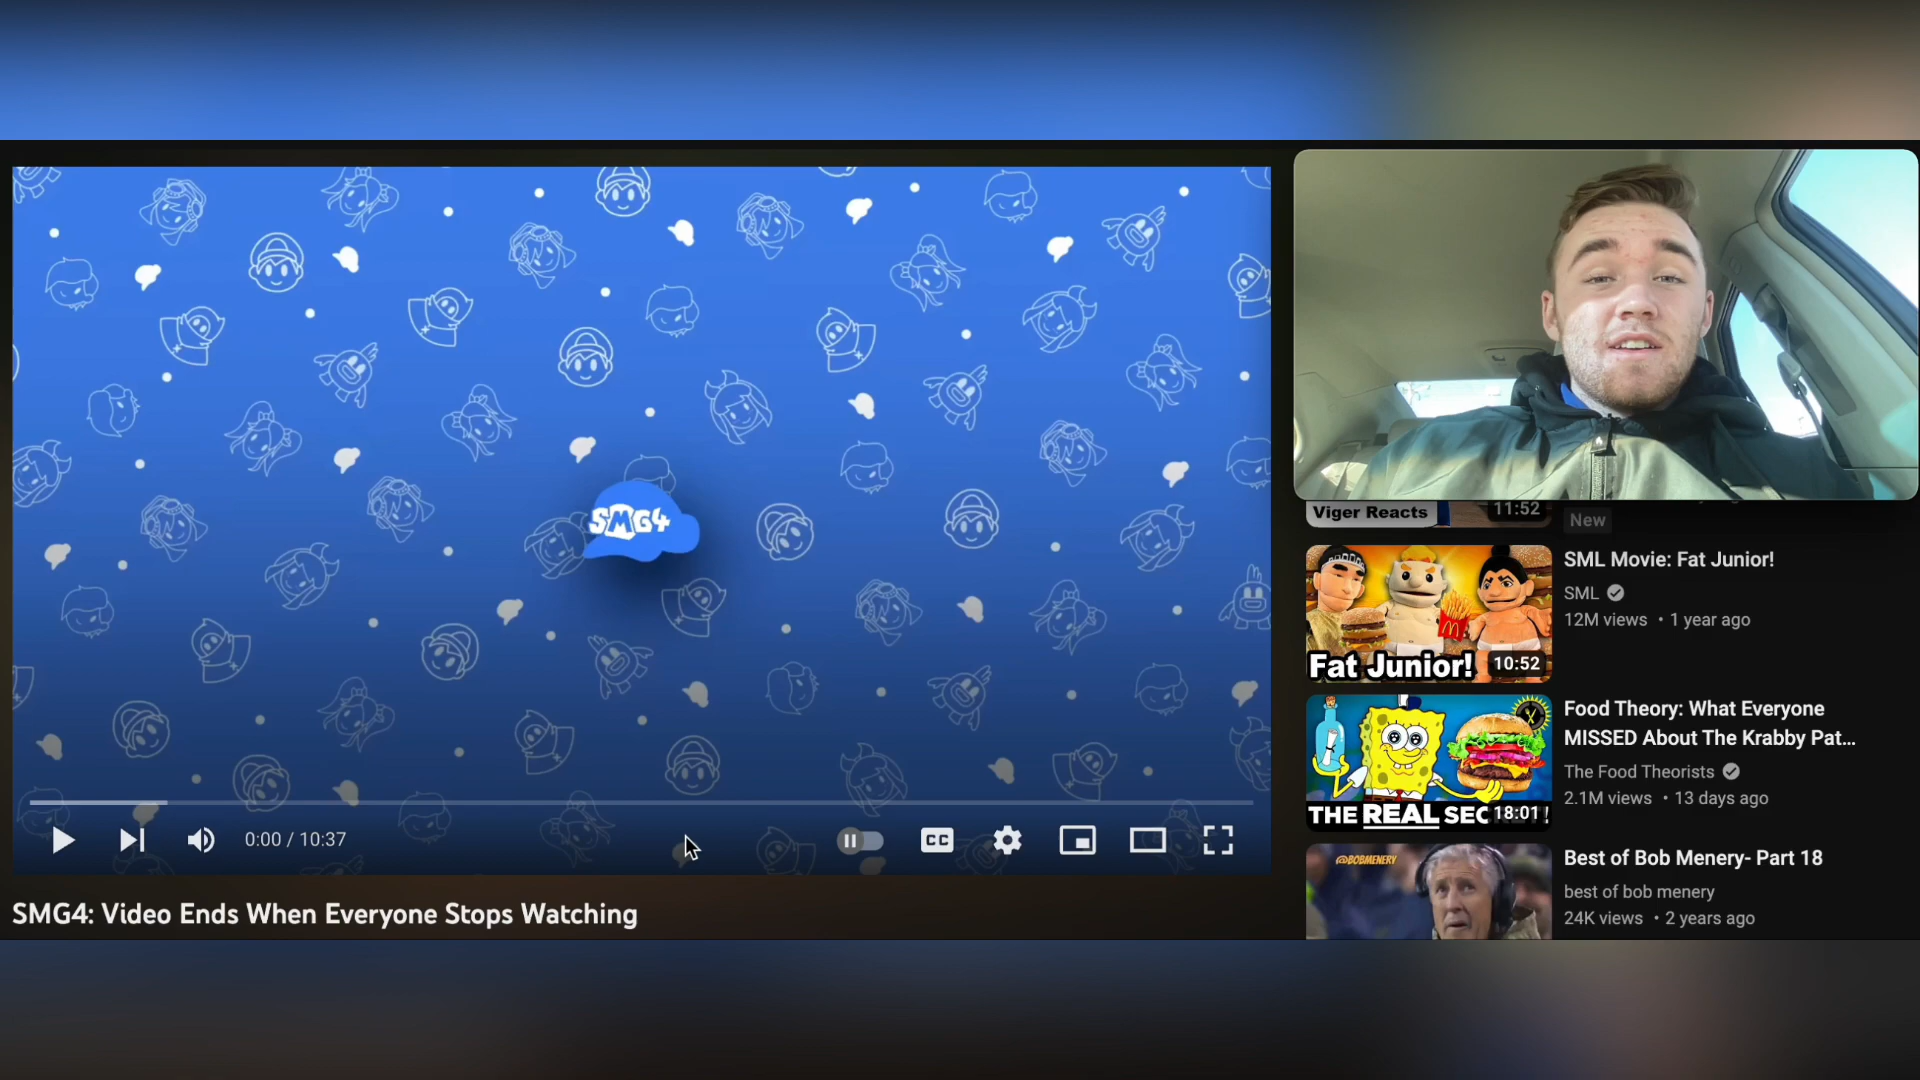 SMG4
0:00 / 10:37
CC
SMG4: Video Ends When Everyone Stops Watching
Viger Reacts
11:52
New
Fat Junior!
10:52
SML Movie: Fat Junior!
SML
12M views • 1 year ago
THE REAL SEC
18:01
!
Food Theory: What Everyone
MISSED About The Krabby Pat...
The Food Theorists
2.1M views • 13 days ago
@BOBMENERY
Best of Bob Menery- Part 18
best of bob menery
24K views • 2 years ago